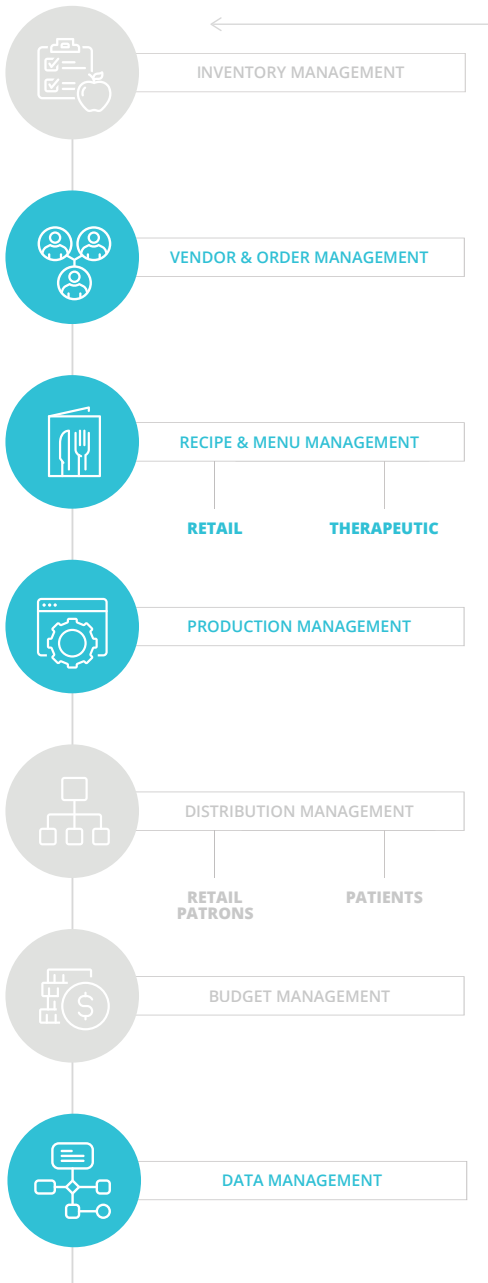 INVENTORY MANAGEMENT
VENDOR & ORDER MANAGEMENT
RECIPE & MENU MANAGEMENT
RETAIL
THERAPEUTIC
PRODUCTION MANAGEMENT
DISTRIBUTION MANAGEMENT
RETAIL
PATRONS
PATIENTS
$
BUDGET MANAGEMENT
DATA MANAGEMENT